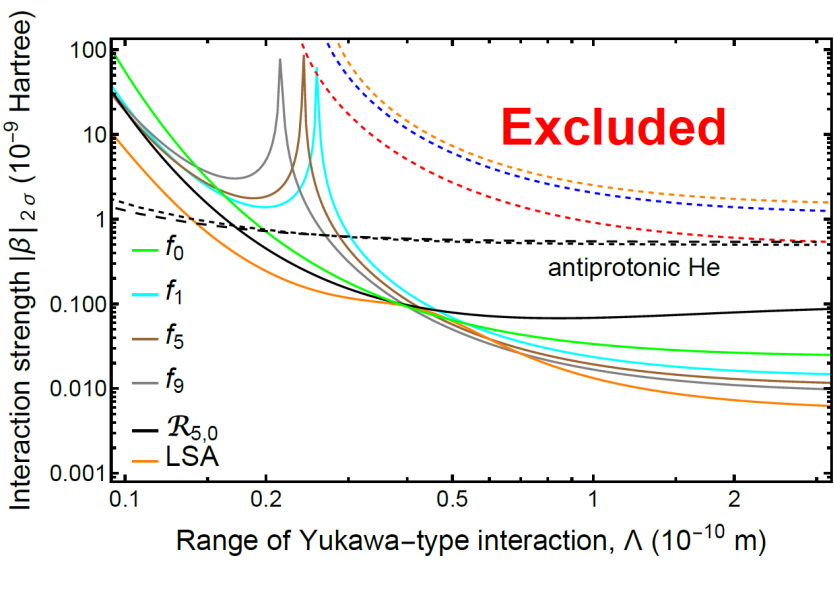 Interaction strength |β|₂σ (10⁻⁹ Hartree)
100
10
1
0.100
0.010
0.001
Excluded
antiprotonic He
f₀
f₁
f₅
f₉
ℛ₅,₀
LSA
0.1 0.2 0.5 1 2
Range of Yukawa−type interaction, Λ (10⁻¹⁰ m)